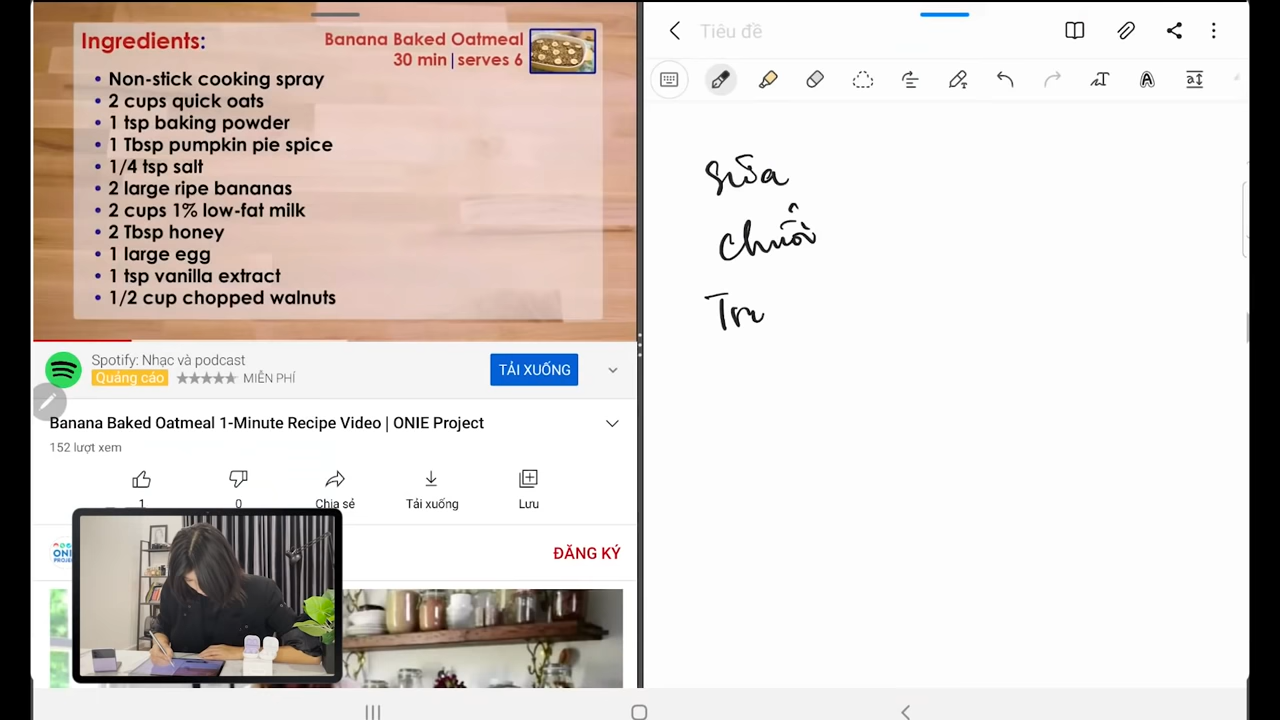 Ingredients:
Banana Baked Oatmeal
30 min | serves 6
• Non-stick cooking spray
• 2 cups quick oats
• 1 tsp baking powder
• 1 Tbsp pumpkin pie spice
• 1/4 tsp salt
• 2 large ripe bananas
• 2 cups 1% low-fat milk
• 2 Tbsp honey
• 1 large egg
• 1 tsp vanilla extract
• 1/2 cup chopped walnuts
Spotify: Nhạc và podcast
Quảng cáo ★★★★★ MIỄN PHÍ
TẢI XUỐNG
Banana Baked Oatmeal 1-Minute Recipe Video | ONIE Project
152 lượt xem
1
0
Chia sẻ
Tải xuống
Lưu
ĐĂNG KÝ
Tiêu đề
sữa
chuối
Trư